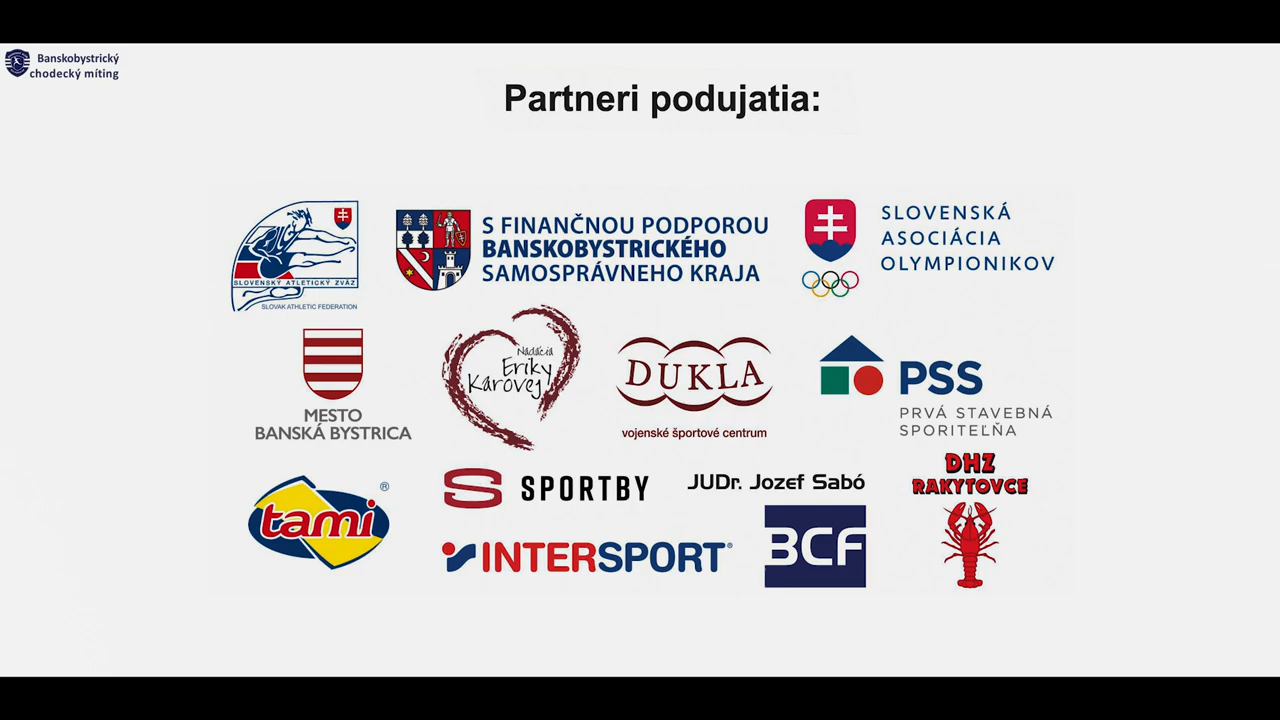 Banskobystrický
chodecký míting
Partneri podujatia:
SLOVENSKÝ ATLETICKÝ ZVÄZ
SLOVAK ATHLETIC FEDERATION
S FINANČNOU PODPOROU
BANSKOBYSTRICKÉHO
SAMOSPRÁVNEHO KRAJA
SLOVENSKÁ
ASOCIÁCIA
OLYMPIONIKOV
MESTO
BANSKÁ BYSTRICA
Nadácia
Eriky
Károvej
DUKLA
vojenské športové centrum
PSS
PRVÁ STAVEBNÁ
SPORITEĽŇA
tami ®
SPORTBY
INTERSPORT®
JUDr. Jozef Sabó
BCF
DHZ
RAKYTOVCE